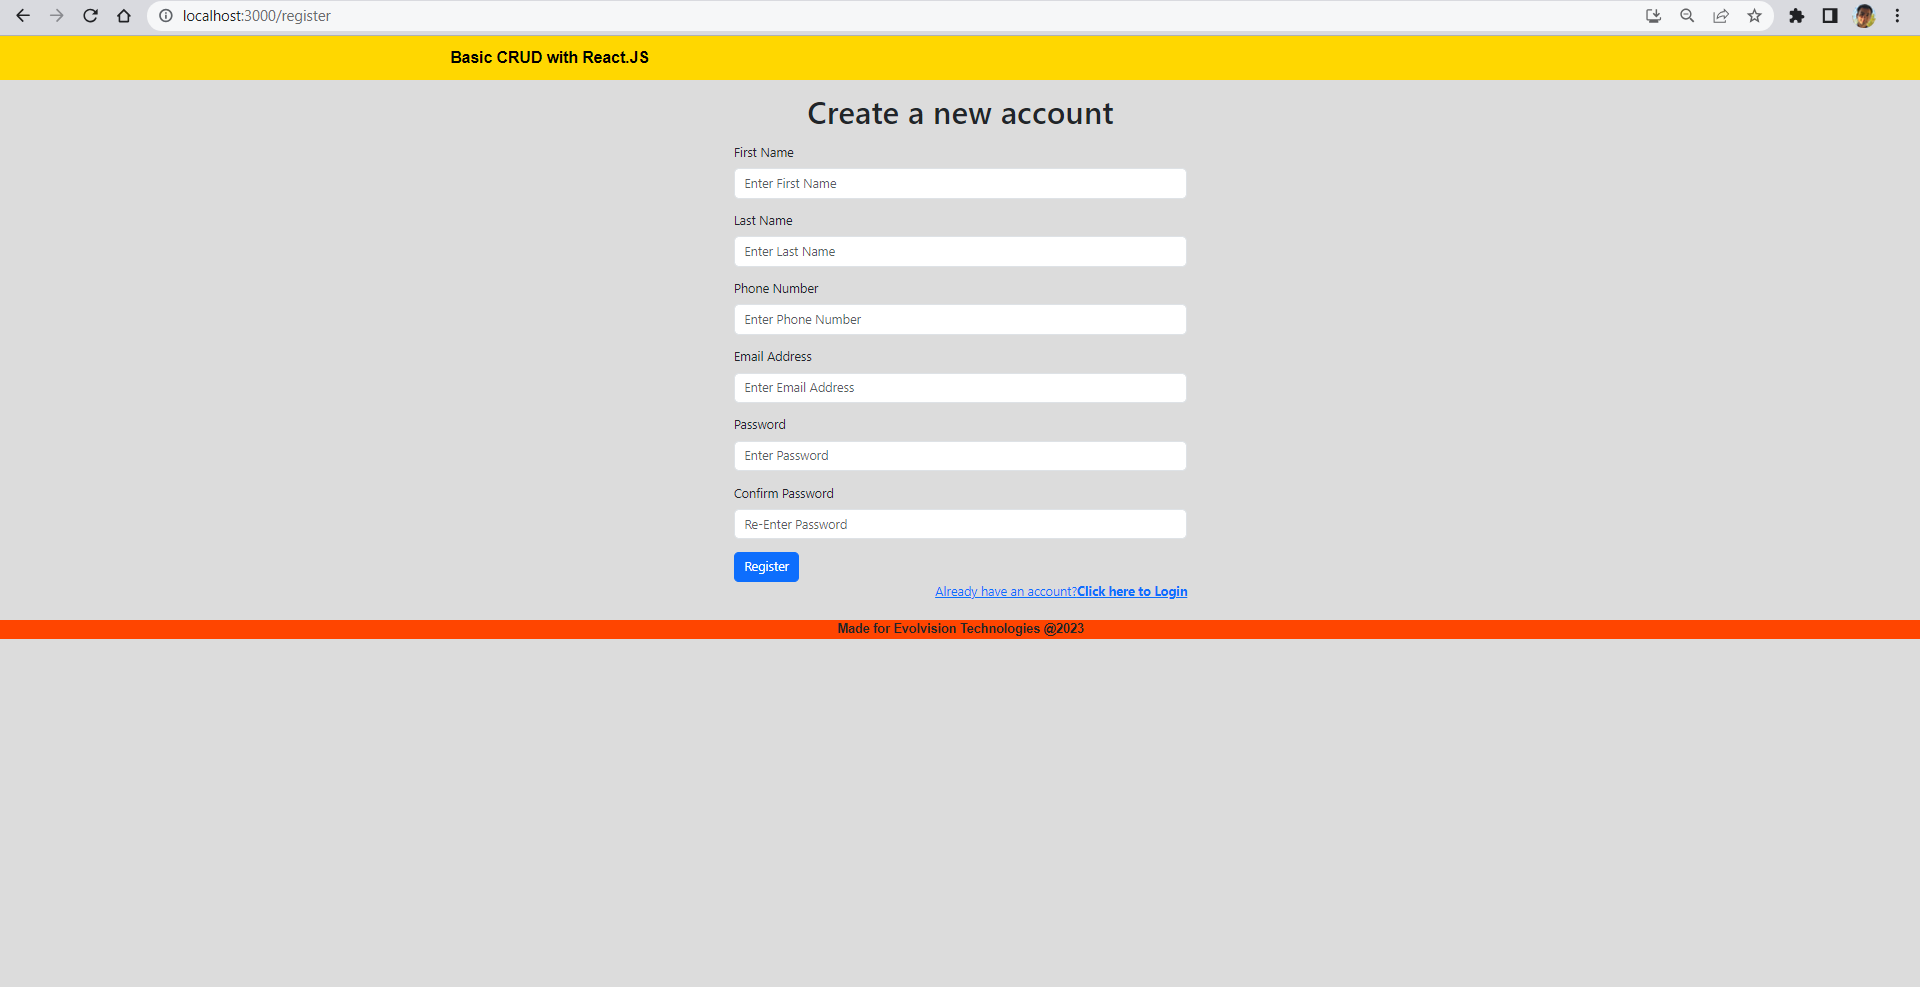 localhost:3000/register
Basic CRUD with React.JS
Create a new account
First Name
Enter First Name
Last Name
Enter Last Name
Phone Number
Enter Phone Number
Email Address
Enter Email Address
Password
Enter Password
Confirm Password
Re-Enter Password
Register
Already have an account?Click here to Login
Made for Evolvision Technologies @2023